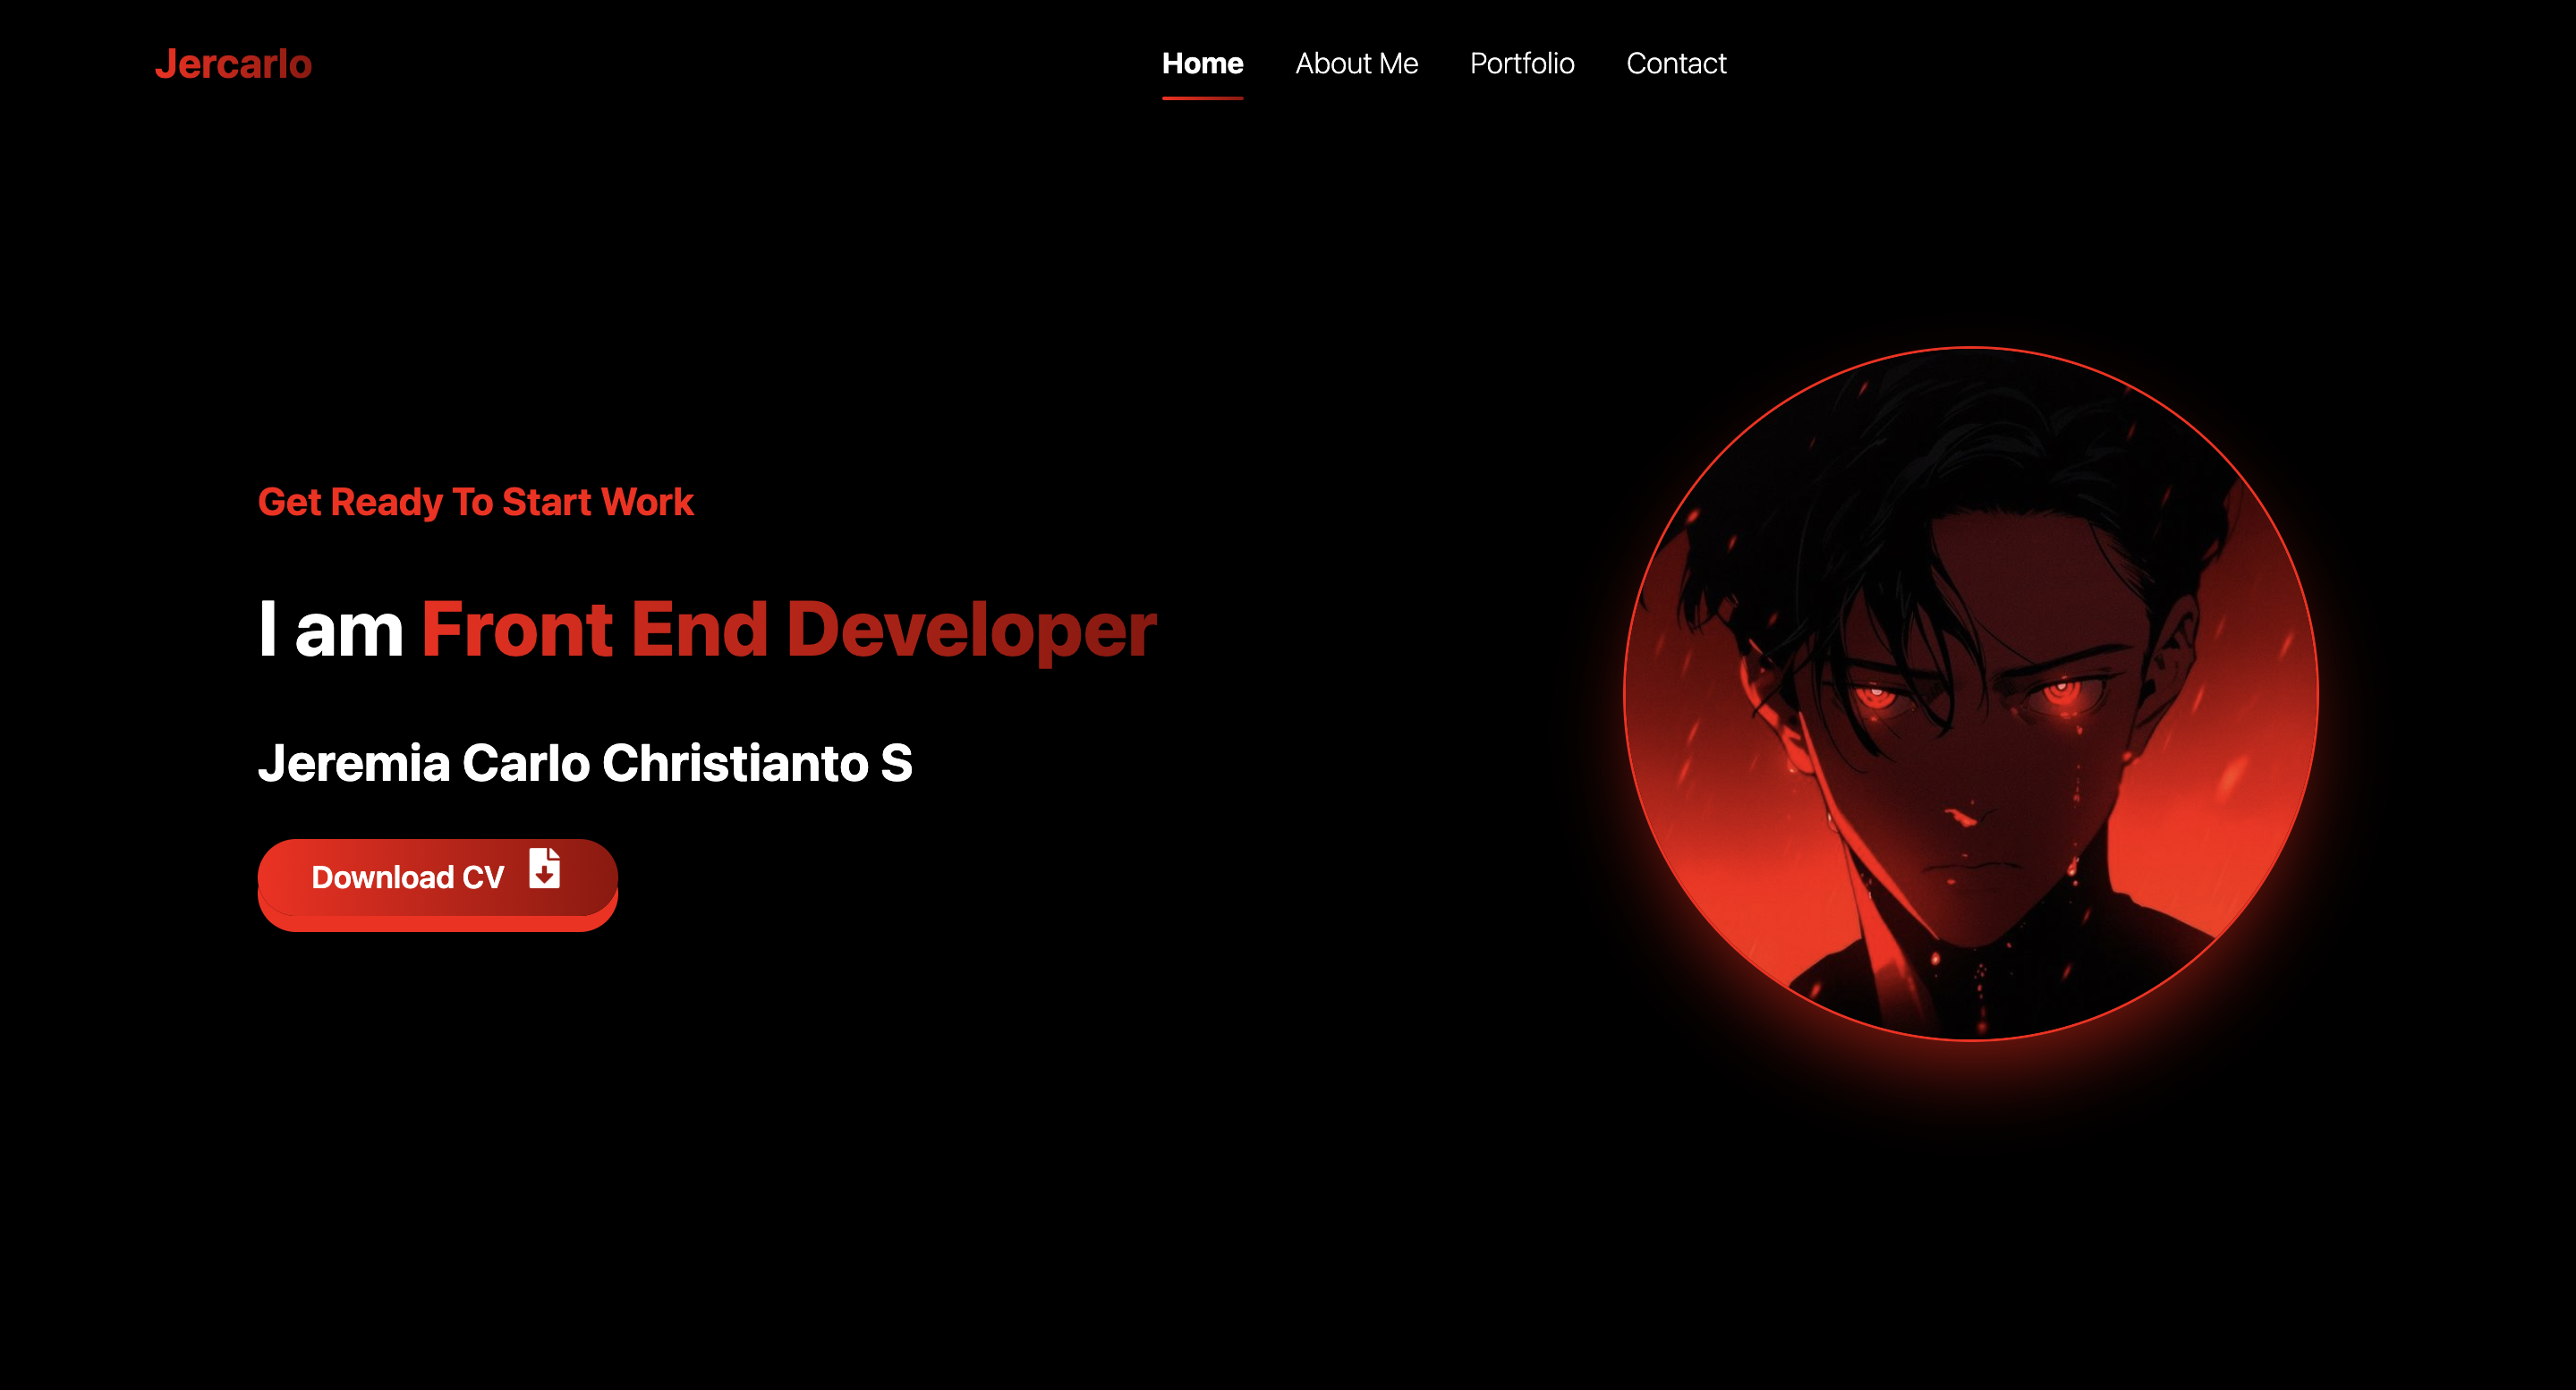 Jercarlo
Home About Me Portfolio Contact
Get Ready To Start Work
I am Front End Developer
Jeremia Carlo Christianto S
Download CV